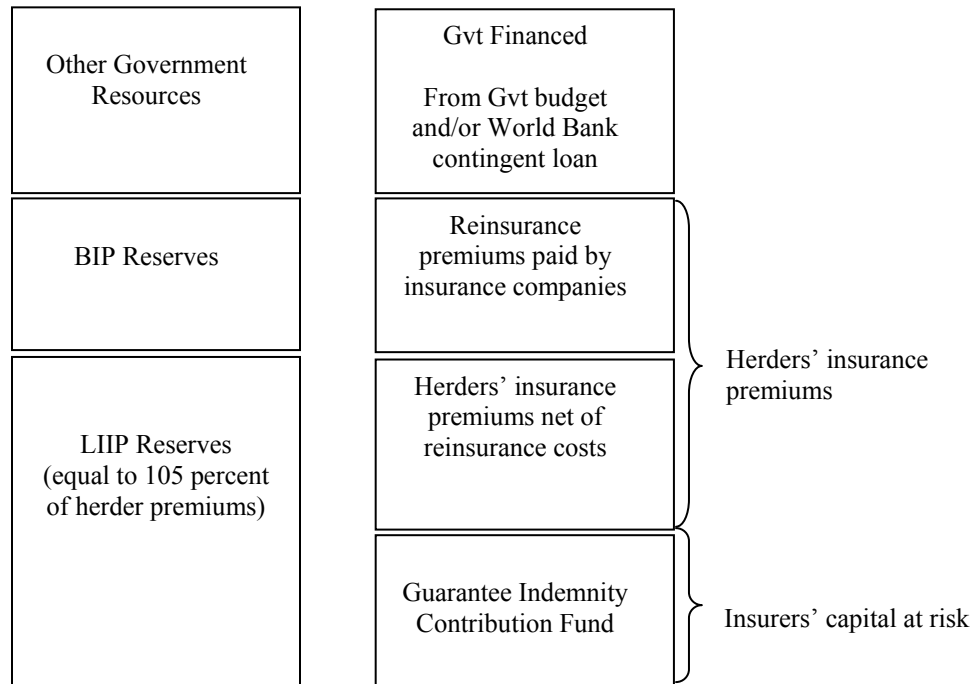 Other Government
Resources
Gvt Financed
From Gvt budget
and/or World Bank
contingent loan
BIP Reserves
Reinsurance
premiums paid by
insurance companies
Herders’ insurance
premiums
LIIP Reserves
(equal to 105 percent
of herder premiums)
Herders’ insurance
premiums net of
reinsurance costs
Guarantee Indemnity
Contribution Fund
Insurers’ capital at risk